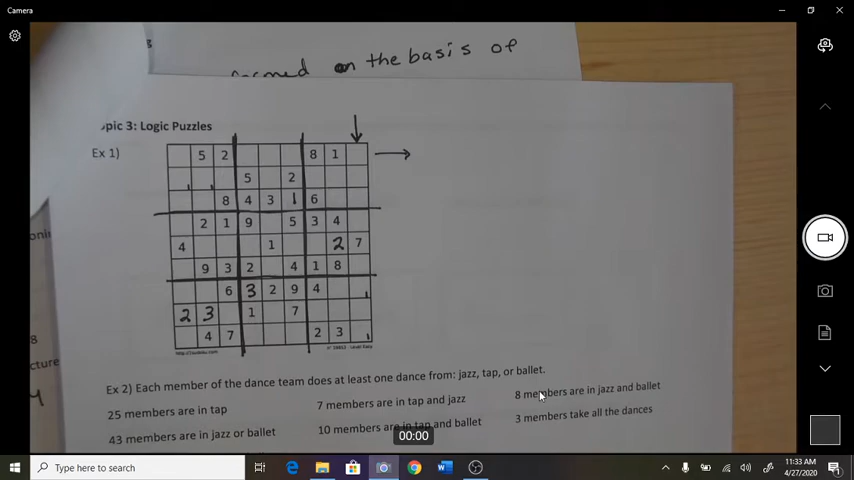 Camera
formed on the basis of
pic 3: Logic Puzzles
Ex 1)
5 2 8 1
5 2
8 4 3 1 6
2 1 9 5 3 4
4 1 2 7
9 3 2 4 1 8
6 3 2 9 4
2 3 1 7
4 7 2 3
Ex 2) Each member of the dance team does at least one dance from: jazz, tap, or ballet.
25 members are in tap
7 members are in tap and jazz
8 members are in jazz and ballet
43 members are in jazz or ballet
10 members are in tap and ballet
3 members take all the dances
8
cture
00:00
Type here to search
11:33 AM
4/27/2020